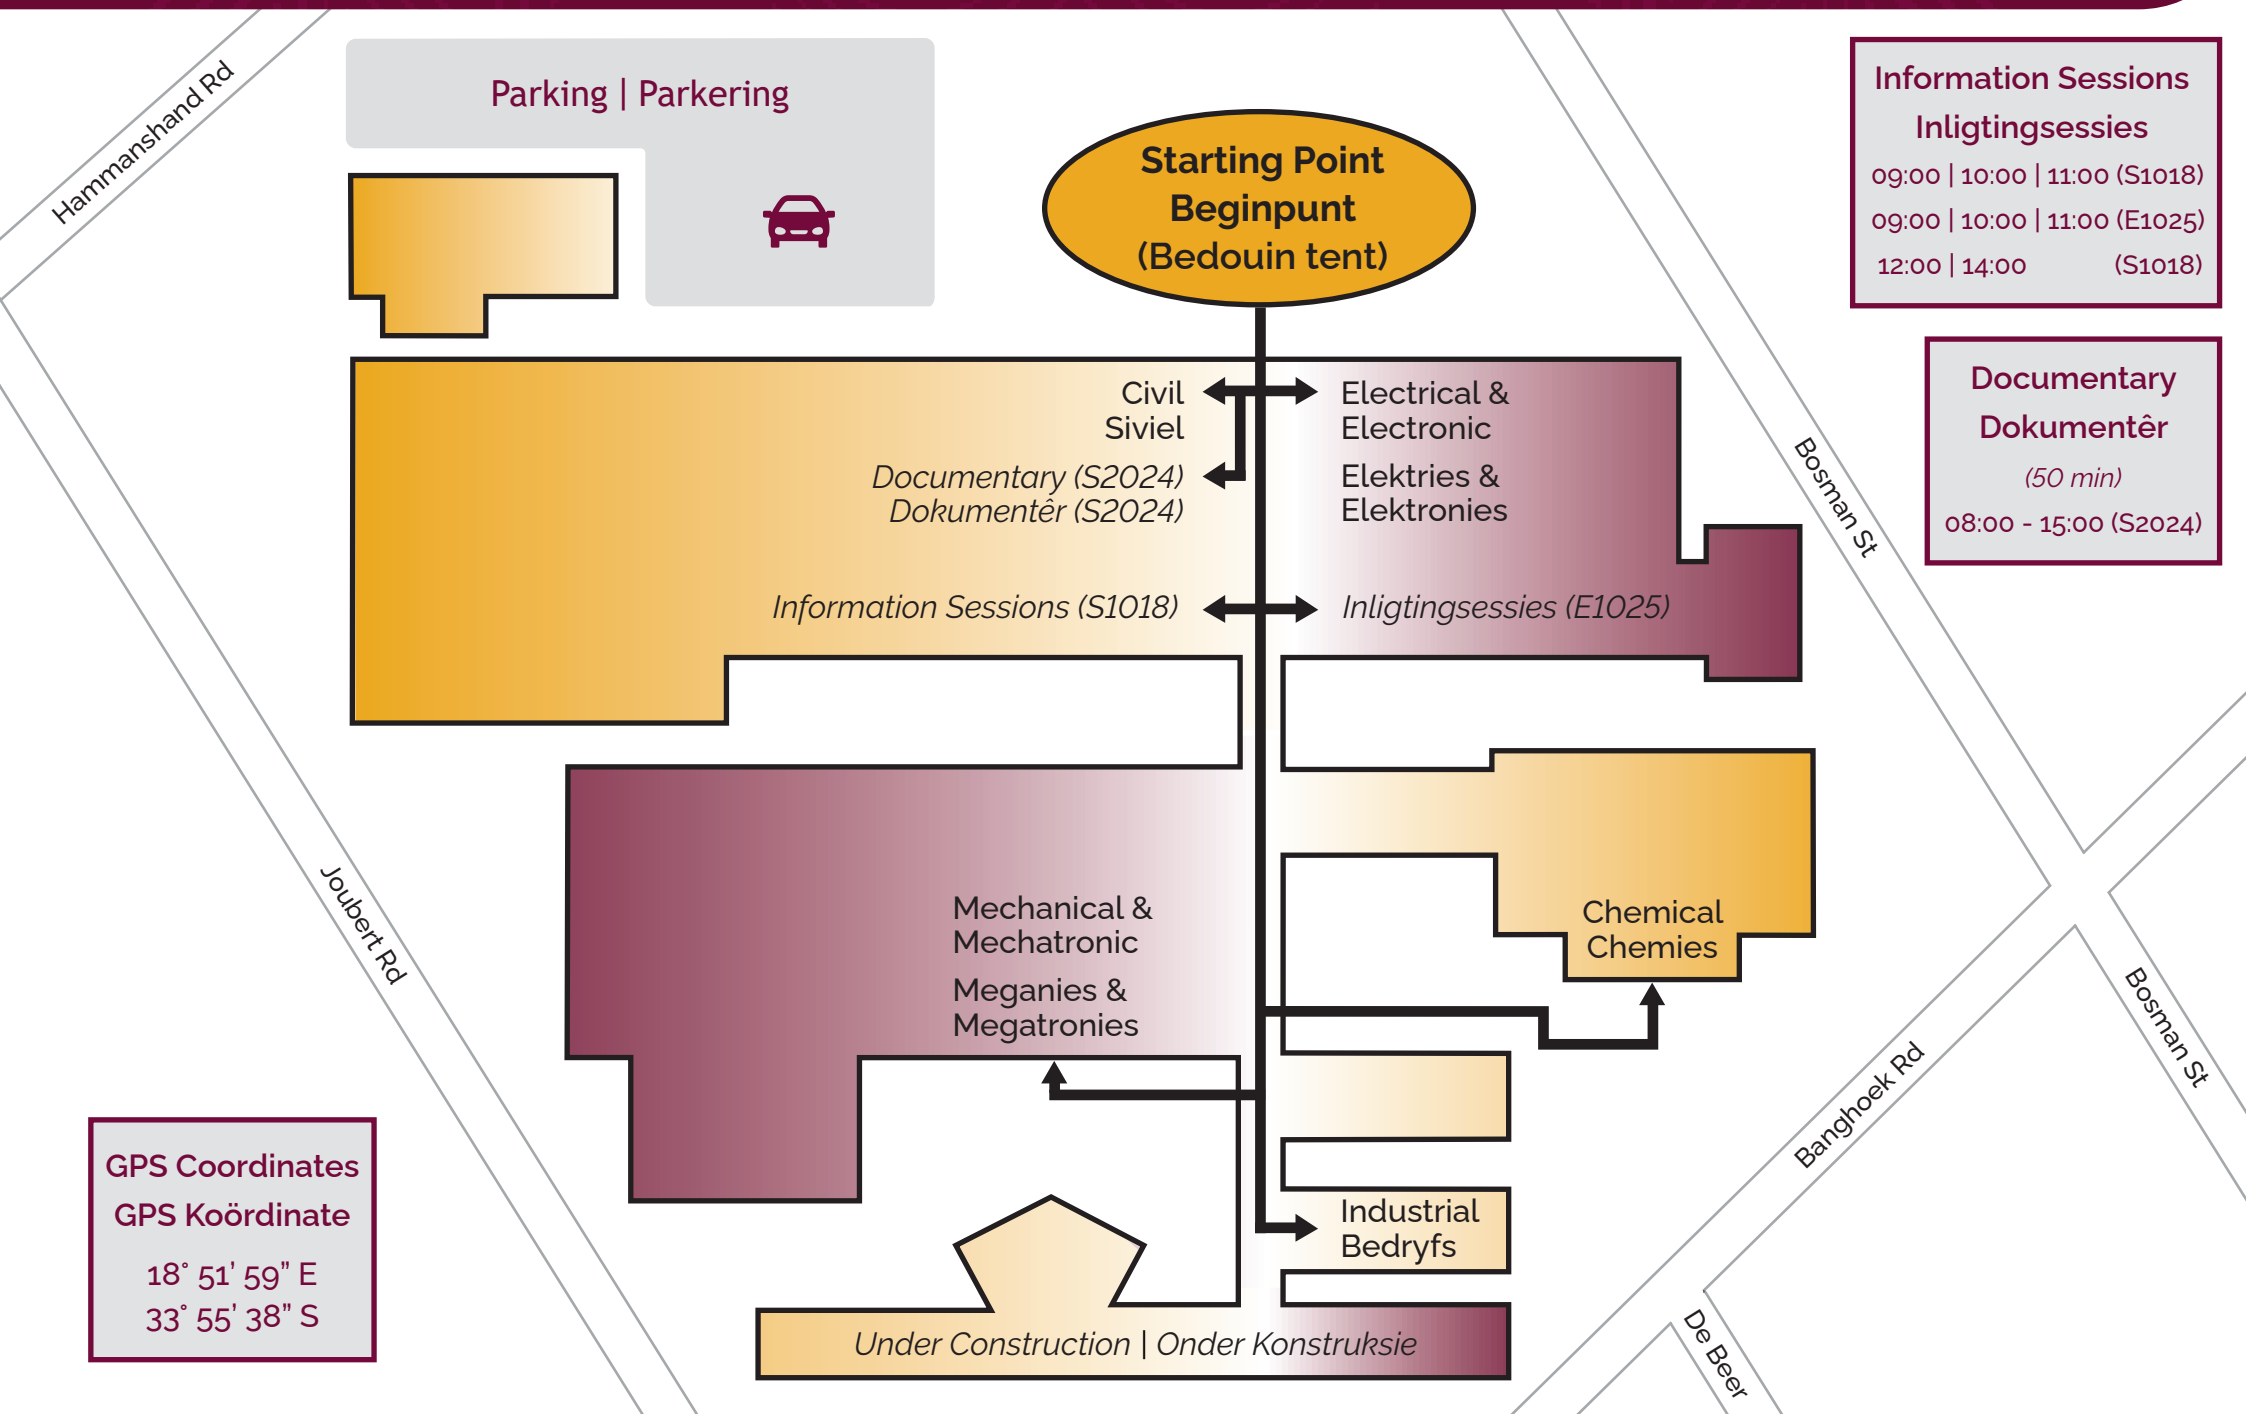 Hammanshand Rd
Parking | Parkering
Starting Point
Beginpunt
(Bedouin tent)
Information Sessions
Inligtingsessies
09:00 | 10:00 | 11:00 (S1018)
09:00 | 10:00 | 11:00 (E1025)
12:00 | 14:00 (S1018)
Documentary
Dokumentêr
(50 min)
08:00 - 15:00 (S2024)
Civil
Siviel
Documentary (S2024)
Dokumentêr (S2024)
Electrical &
Electronic
Elektries &
Elektronies
Information Sessions (S1018)
Inligtingsessies (E1025)
Bosman St
Joubert Rd
Mechanical &
Mechatronic
Meganies &
Megatronies
Chemical
Chemies
Bosman St
Banghoek Rd
GPS Coordinates
GPS Koördinate
18° 51’ 59” E
33° 55’ 38” S
Industrial
Bedryfs
Under Construction | Onder Konstruksie
De Beer